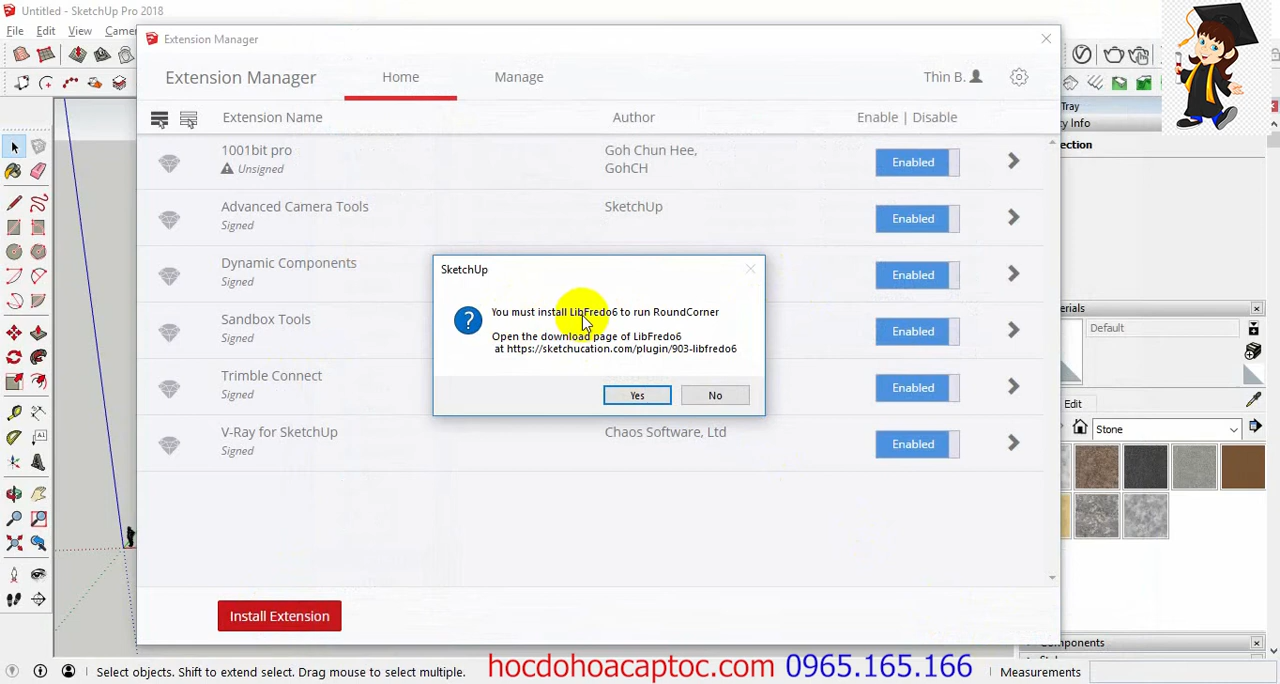 Untitled - SketchUp Pro 2018
File Edit View Camer
Extension Manager
Extension Manager Home Manage Thìn B.
Extension Name Author Enable | Disable
1001bit pro
Unsigned
Goh Chun Hee,
GohCH
Enabled
Advanced Camera Tools
Signed
SketchUp
Enabled
Dynamic Components
Signed
Enabled
Sandbox Tools
Signed
Enabled
Trimble Connect
Signed
Enabled
V-Ray for SketchUp
Signed
Chaos Software, Ltd
Enabled
SketchUp
You must install LibFredo6 to run RoundCorner
Open the download page of LibFredo6
at https://sketchucation.com/plugin/903-libfredo6
Yes No
Install Extension
Tray
y Info
ection
erials
Default
Edit
Stone
Components
Select objects. Shift to extend select. Drag mouse to select multiple.
hocdohoacaptoc.com 0965.165.166
Measurements